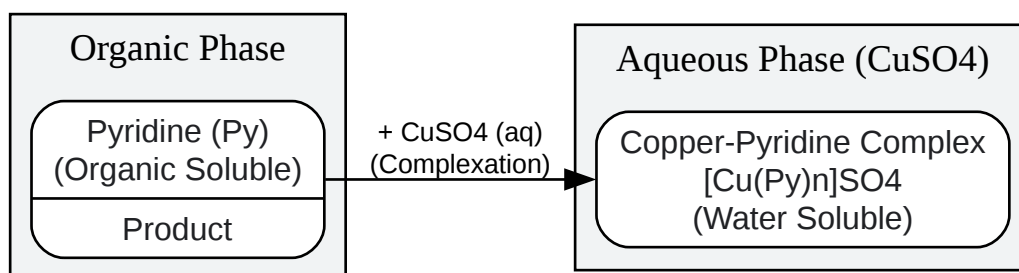 Organic Phase
Pyridine (Py)
(Organic Soluble)
Product
+ CuSO4 (aq)
(Complexation)
Aqueous Phase (CuSO4)
Copper-Pyridine Complex
[Cu(Py)n]SO4
(Water Soluble)